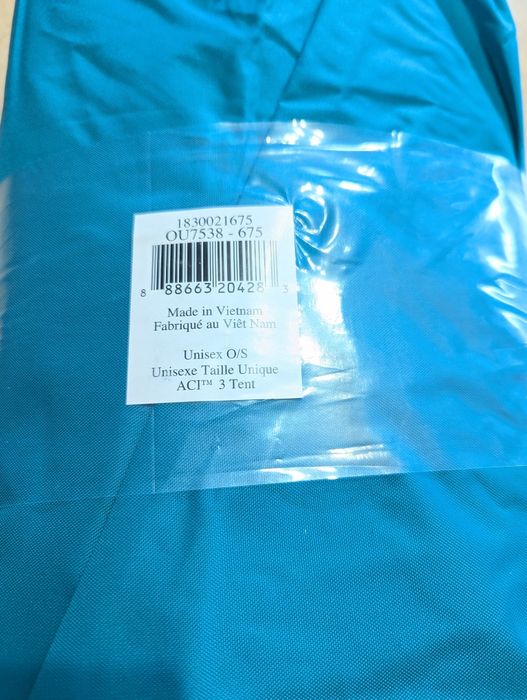 1830021675
OU7538 - 675
8 88663 20428 3
Made in Vietnam
Fabriqué au Viêt Nam
Unisex O/S
Unisexe Taille Unique
ACI™ 3 Tent